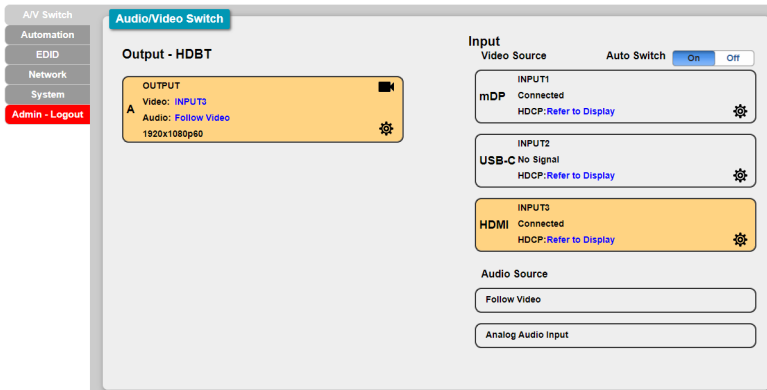 A/V Switch
Automation
EDID
Network
System
Admin - Logout
Audio/Video Switch
Output - HDBT
A
OUTPUT
Video: INPUT3
Audio: Follow Video
1920x1080p60
Input
Video Source
Auto Switch
On
Off
INPUT1
mDP
Connected
HDCP:Refer to Display
INPUT2
USB-C
No Signal
HDCP:Refer to Display
INPUT3
HDMI
Connected
HDCP:Refer to Display
Audio Source
Follow Video
Analog Audio Input